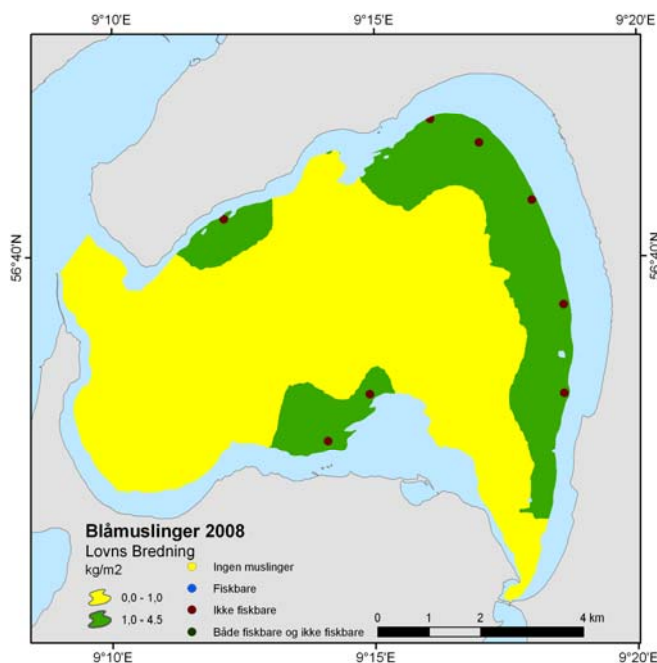 9°10'E 9°15'E 9°20'E
56°40'N 56°40'N
Blåmuslinger 2008
Lovns Bredning
kg/m2
0,0 - 1,0
1,0 - 4,5
Ingen muslinger
Fiskbare
Ikke fiskbare
Både fiskbare og ikke fiskbare
0 1 2 4 km
9°10'E 9°15'E 9°20'E